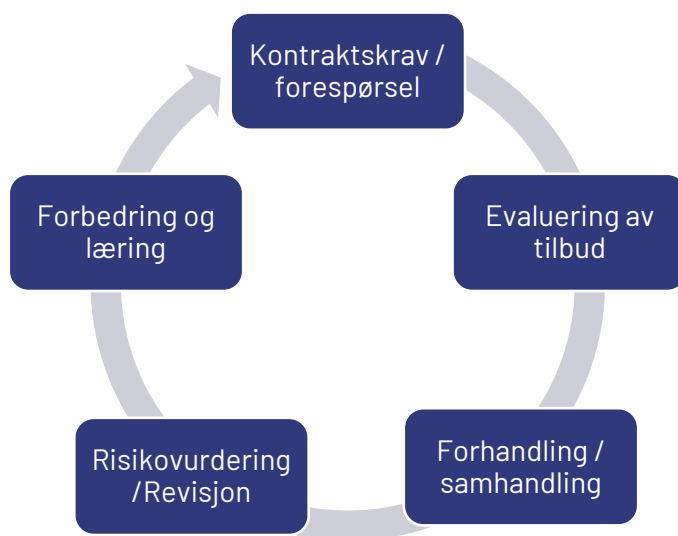 Kontraktskrav /
forespørsel
Evaluering av
tilbud
Forhandling /
samhandling
Risikovurdering
/Revisjon
Forbedring og
læring